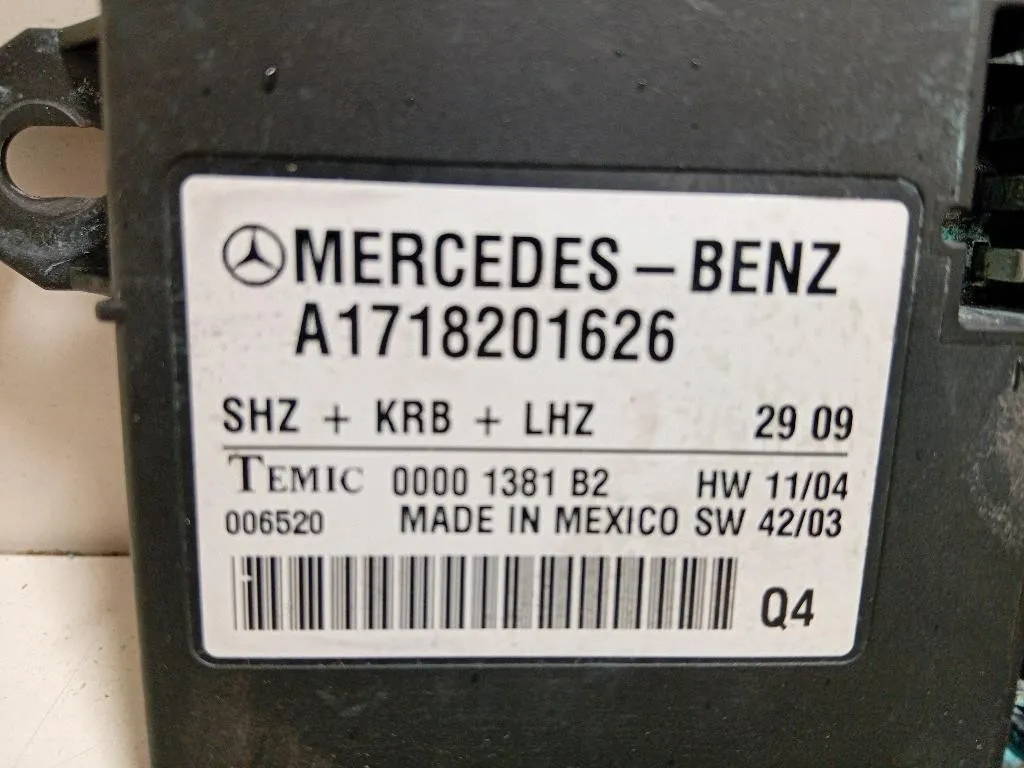 MERCEDES-BENZ
A1718201626
SHZ + KRB + LHZ 29 09
TEMIC 0000 1381 B2 HW 11/04
006520 MADE IN MEXICO SW 42/03
Q4